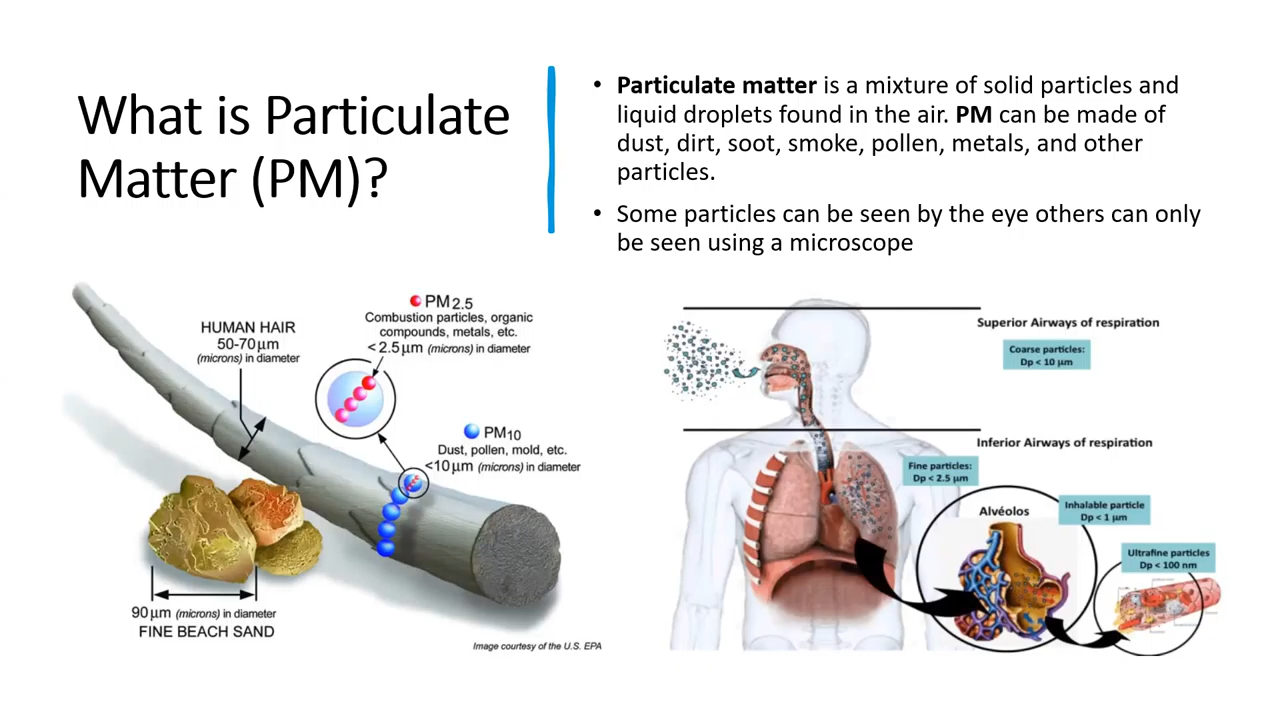 What is Particulate
Matter (PM)?
• Particulate matter is a mixture of solid particles and
liquid droplets found in the air. PM can be made of
dust, dirt, soot, smoke, pollen, metals, and other
particles.
• Some particles can be seen by the eye others can only
be seen using a microscope
HUMAN HAIR
50-70µm
(microns) in diameter
PM2.5
Combustion particles, organic
compounds, metals, etc.
< 2.5µm (microns) in diameter
PM10
Dust, pollen, mold, etc.
<10µm (microns) in diameter
90µm (microns) in diameter
FINE BEACH SAND
Image courtesy of the U.S. EPA
Superior Airways of respiration
Coarse particles:
Dp < 10 µm
Inferior Airways of respiration
Fine particles:
Dp < 2.5 µm
Alvéolos
Inhalable particle
Dp < 1 µm
Ultrafine particles
Dp < 100 nm